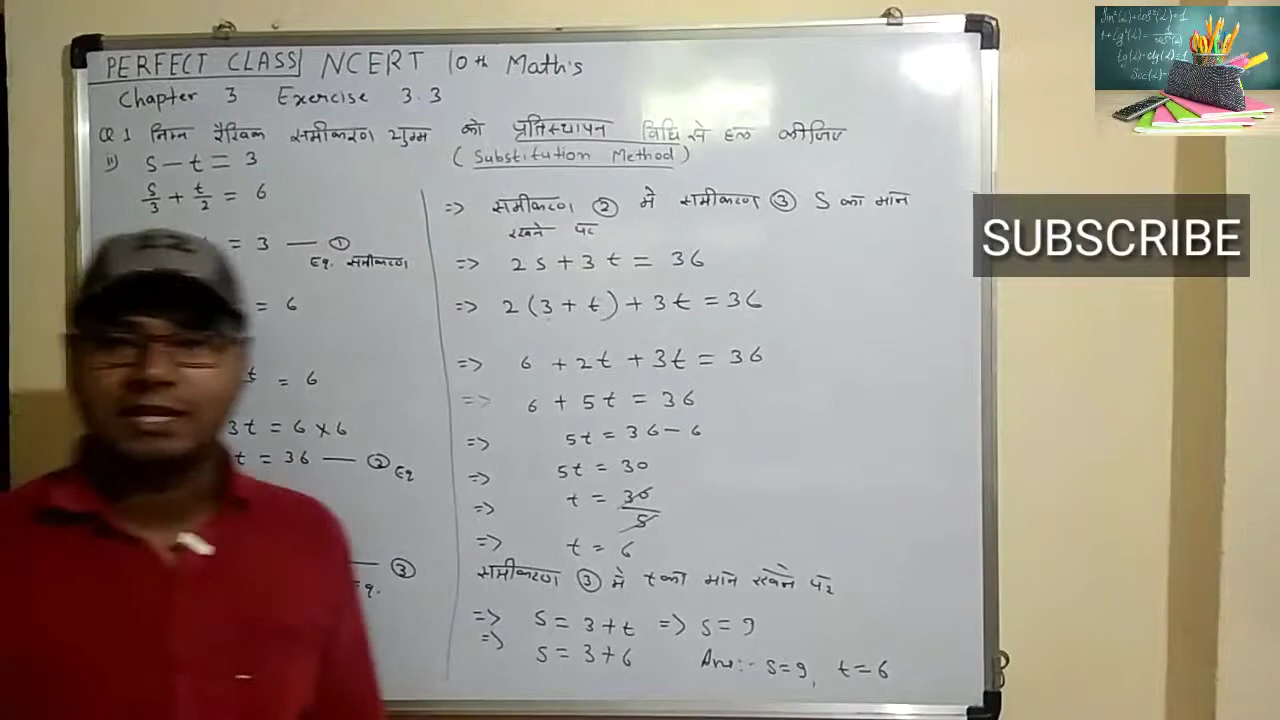 PERFECT CLASS NCERT 10th Math's
Chapter 3 Exercise 3.3
Q 1 निम्न रैखिक समीकरण युग्म को प्रतिस्थापन विधि से हल कीजिए
(Substitution Method)
ii) s - t = 3
s/3 + t/2 = 6
= 3 — ①
Eq. समीकरण
= 6
t = 6
3t = 6 × 6
t = 36 — ② Eq
— ③
Eq.
=> समीकरण ② में समीकरण ③ S का मान
रखने पर
=> 2s + 3t = 36
=> 2(3 + t) + 3t = 36
=> 6 + 2t + 3t = 36
=> 6 + 5t = 36
=> 5t = 36 - 6
=> 5t = 30
=> t = 30/5
=> t = 6
समीकरण ③ में t का मान रखने पर
=> s = 3 + t => s = 9
=> s = 3 + 6
Ans:- s = 9, t = 6
SUBSCRIBE